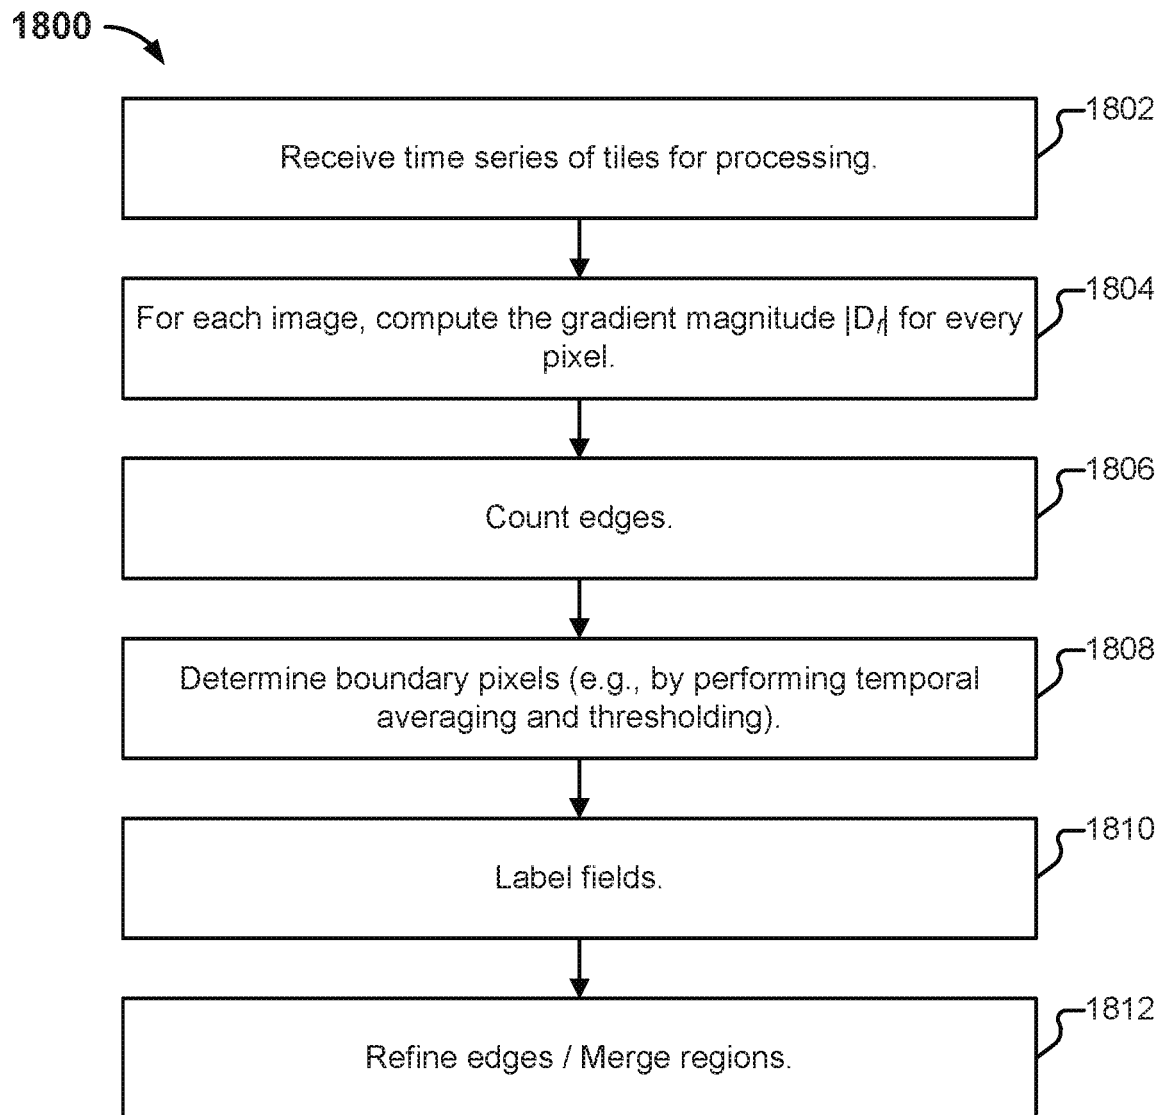 1800
1802
Receive time series of tiles for processing.
1804
For each image, compute the gradient magnitude |Df| for every
pixel.
1806
Count edges.
1808
Determine boundary pixels (e.g., by performing temporal
averaging and thresholding).
1810
Label fields.
1812
Refine edges / Merge regions.